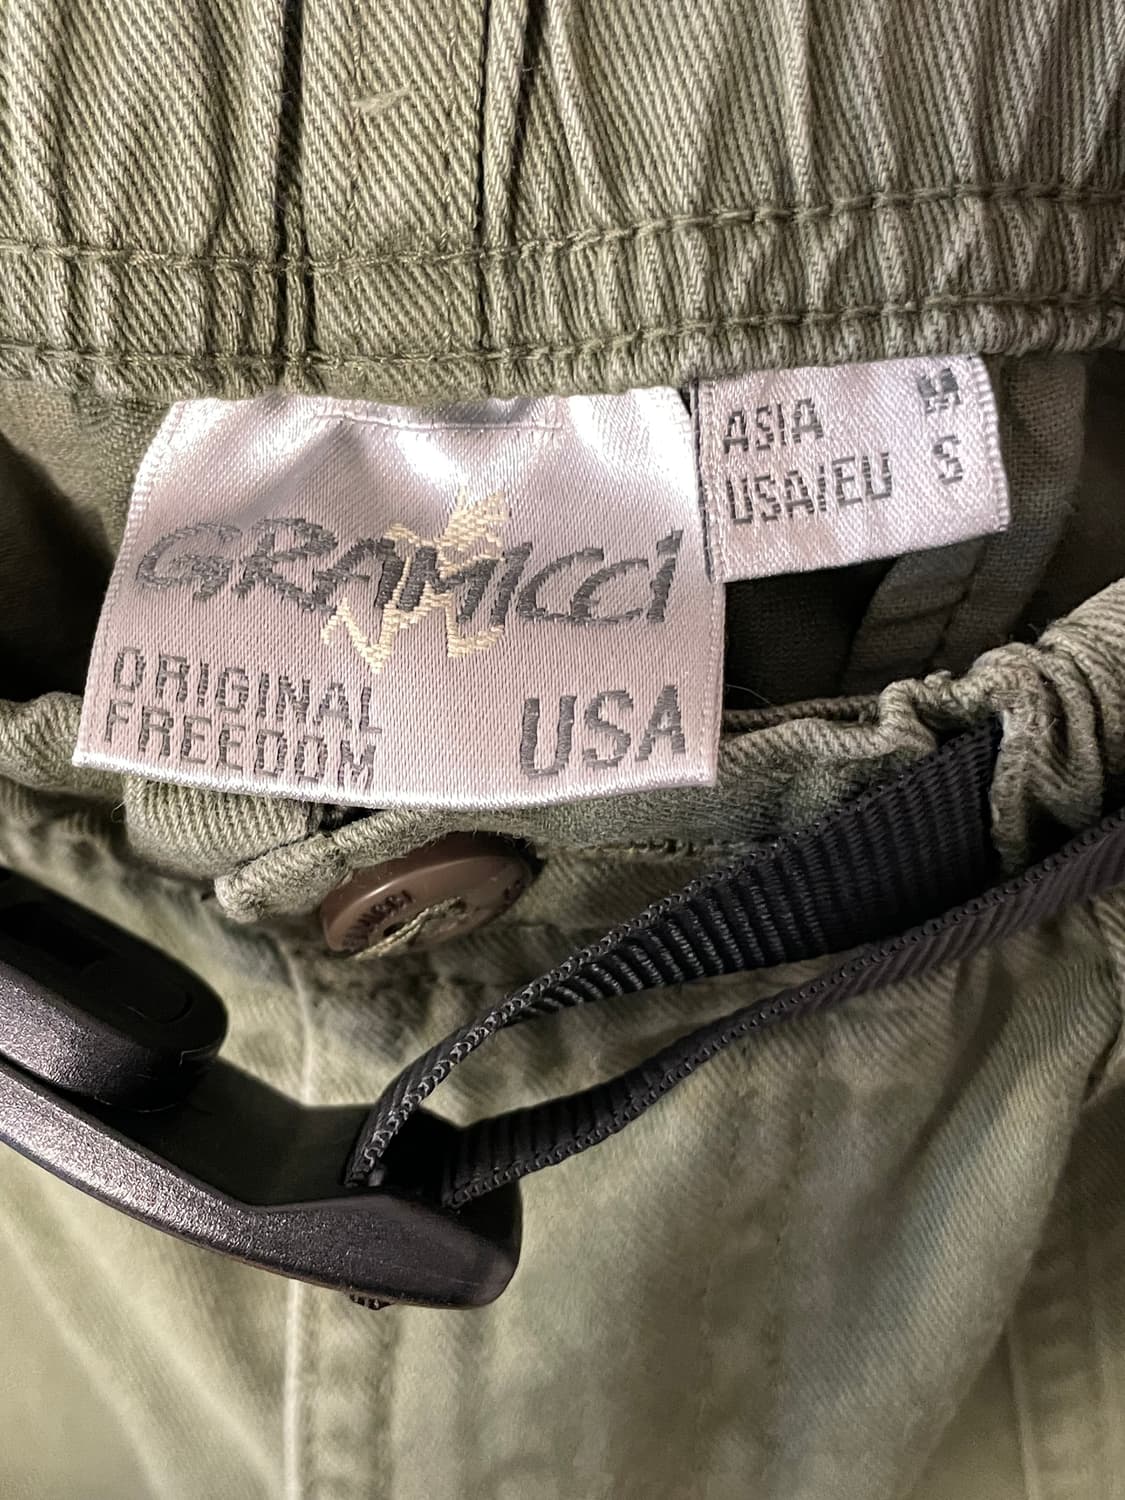 GRAMICCI
ORIGINAL
FREEDOM
USA
ASIA M
USA/EU S